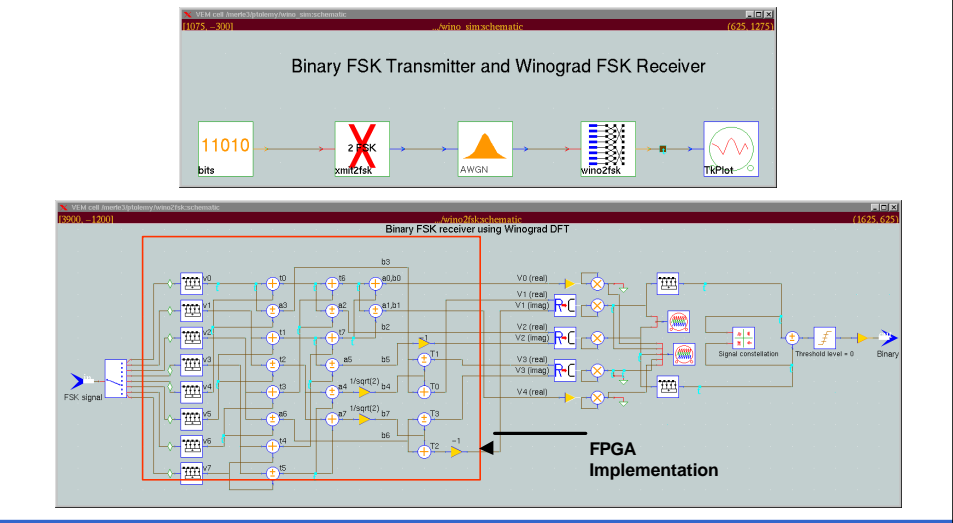 VEM cell /merle3/ptolemy/wino_sim:schematic
[1075, -300] .../wino_sim:schematic (625, 1275)
Binary FSK Transmitter and Winograd FSK Receiver
11010
bits
2 FSK
xmit2fsk
AWGN
wino2fsk
TkPlot
VEM cell /merle3/ptolemy/wino2fsk:schematic
[3900, -1200] .../wino2fsk:schematic (1625, 625)
Binary FSK receiver using Winograd DFT
b3
v0 t0 t6 a0,b0 V0 (real)
V1 (real)
v1 a3 a2 a1,b1 V1 (imag) R-C
b2
V2 (real)
v2 t1 t7 -1 V2 (imag) R-C
Signal constellation Threshold level = 0 Binary
v3 t2 a5 b5 T1 V3 (real)
V3 (imag) R-C
FSK signal
v4 t3 a4 1/sqrt(2) b4 T0 V4 (real)
v5 a6 a7 1/sqrt(2) b7 T3
b6
v6 t4 T2 -1
v7 t5
FPGA
Implementation